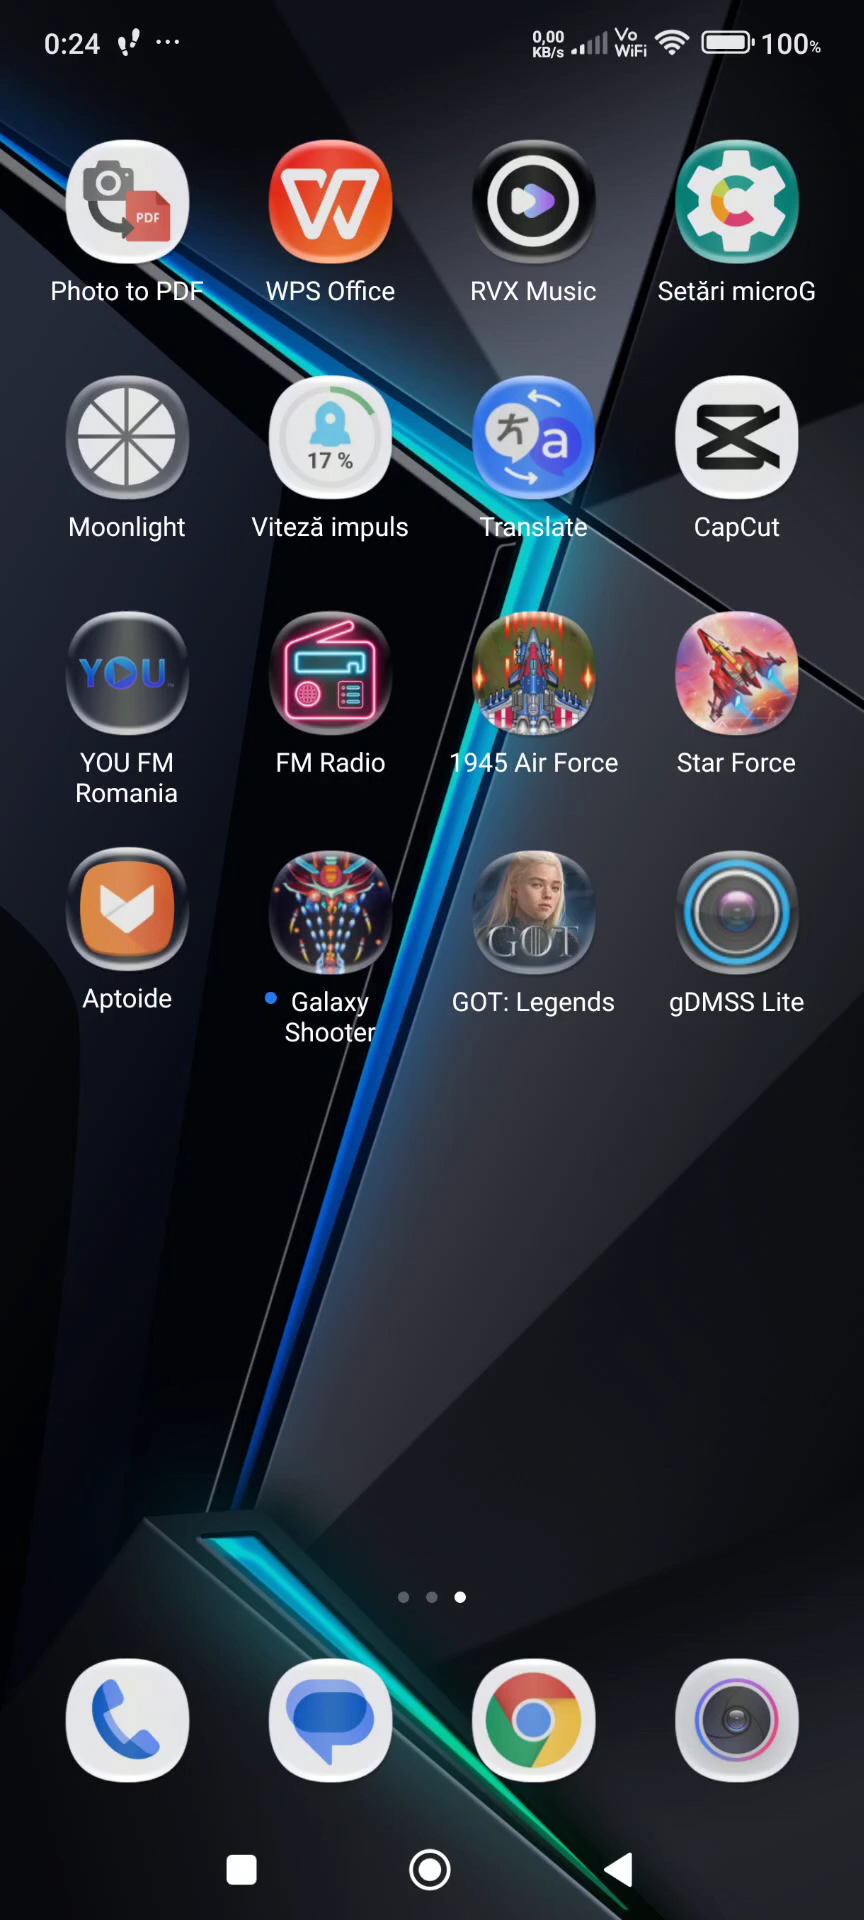 0:24 ...
0,00
KB/s
Vo
WiFi
100%
PDF
Photo to PDF
WPS Office
RVX Music
Setări microG
17 %
a
Moonlight
Viteză impuls
Translate
CapCut
YOU
YOU FM
Romania
FM Radio
1945 Air Force
Star Force
GOT
Aptoide
Galaxy
Shooter
GOT: Legends
gDMSS Lite